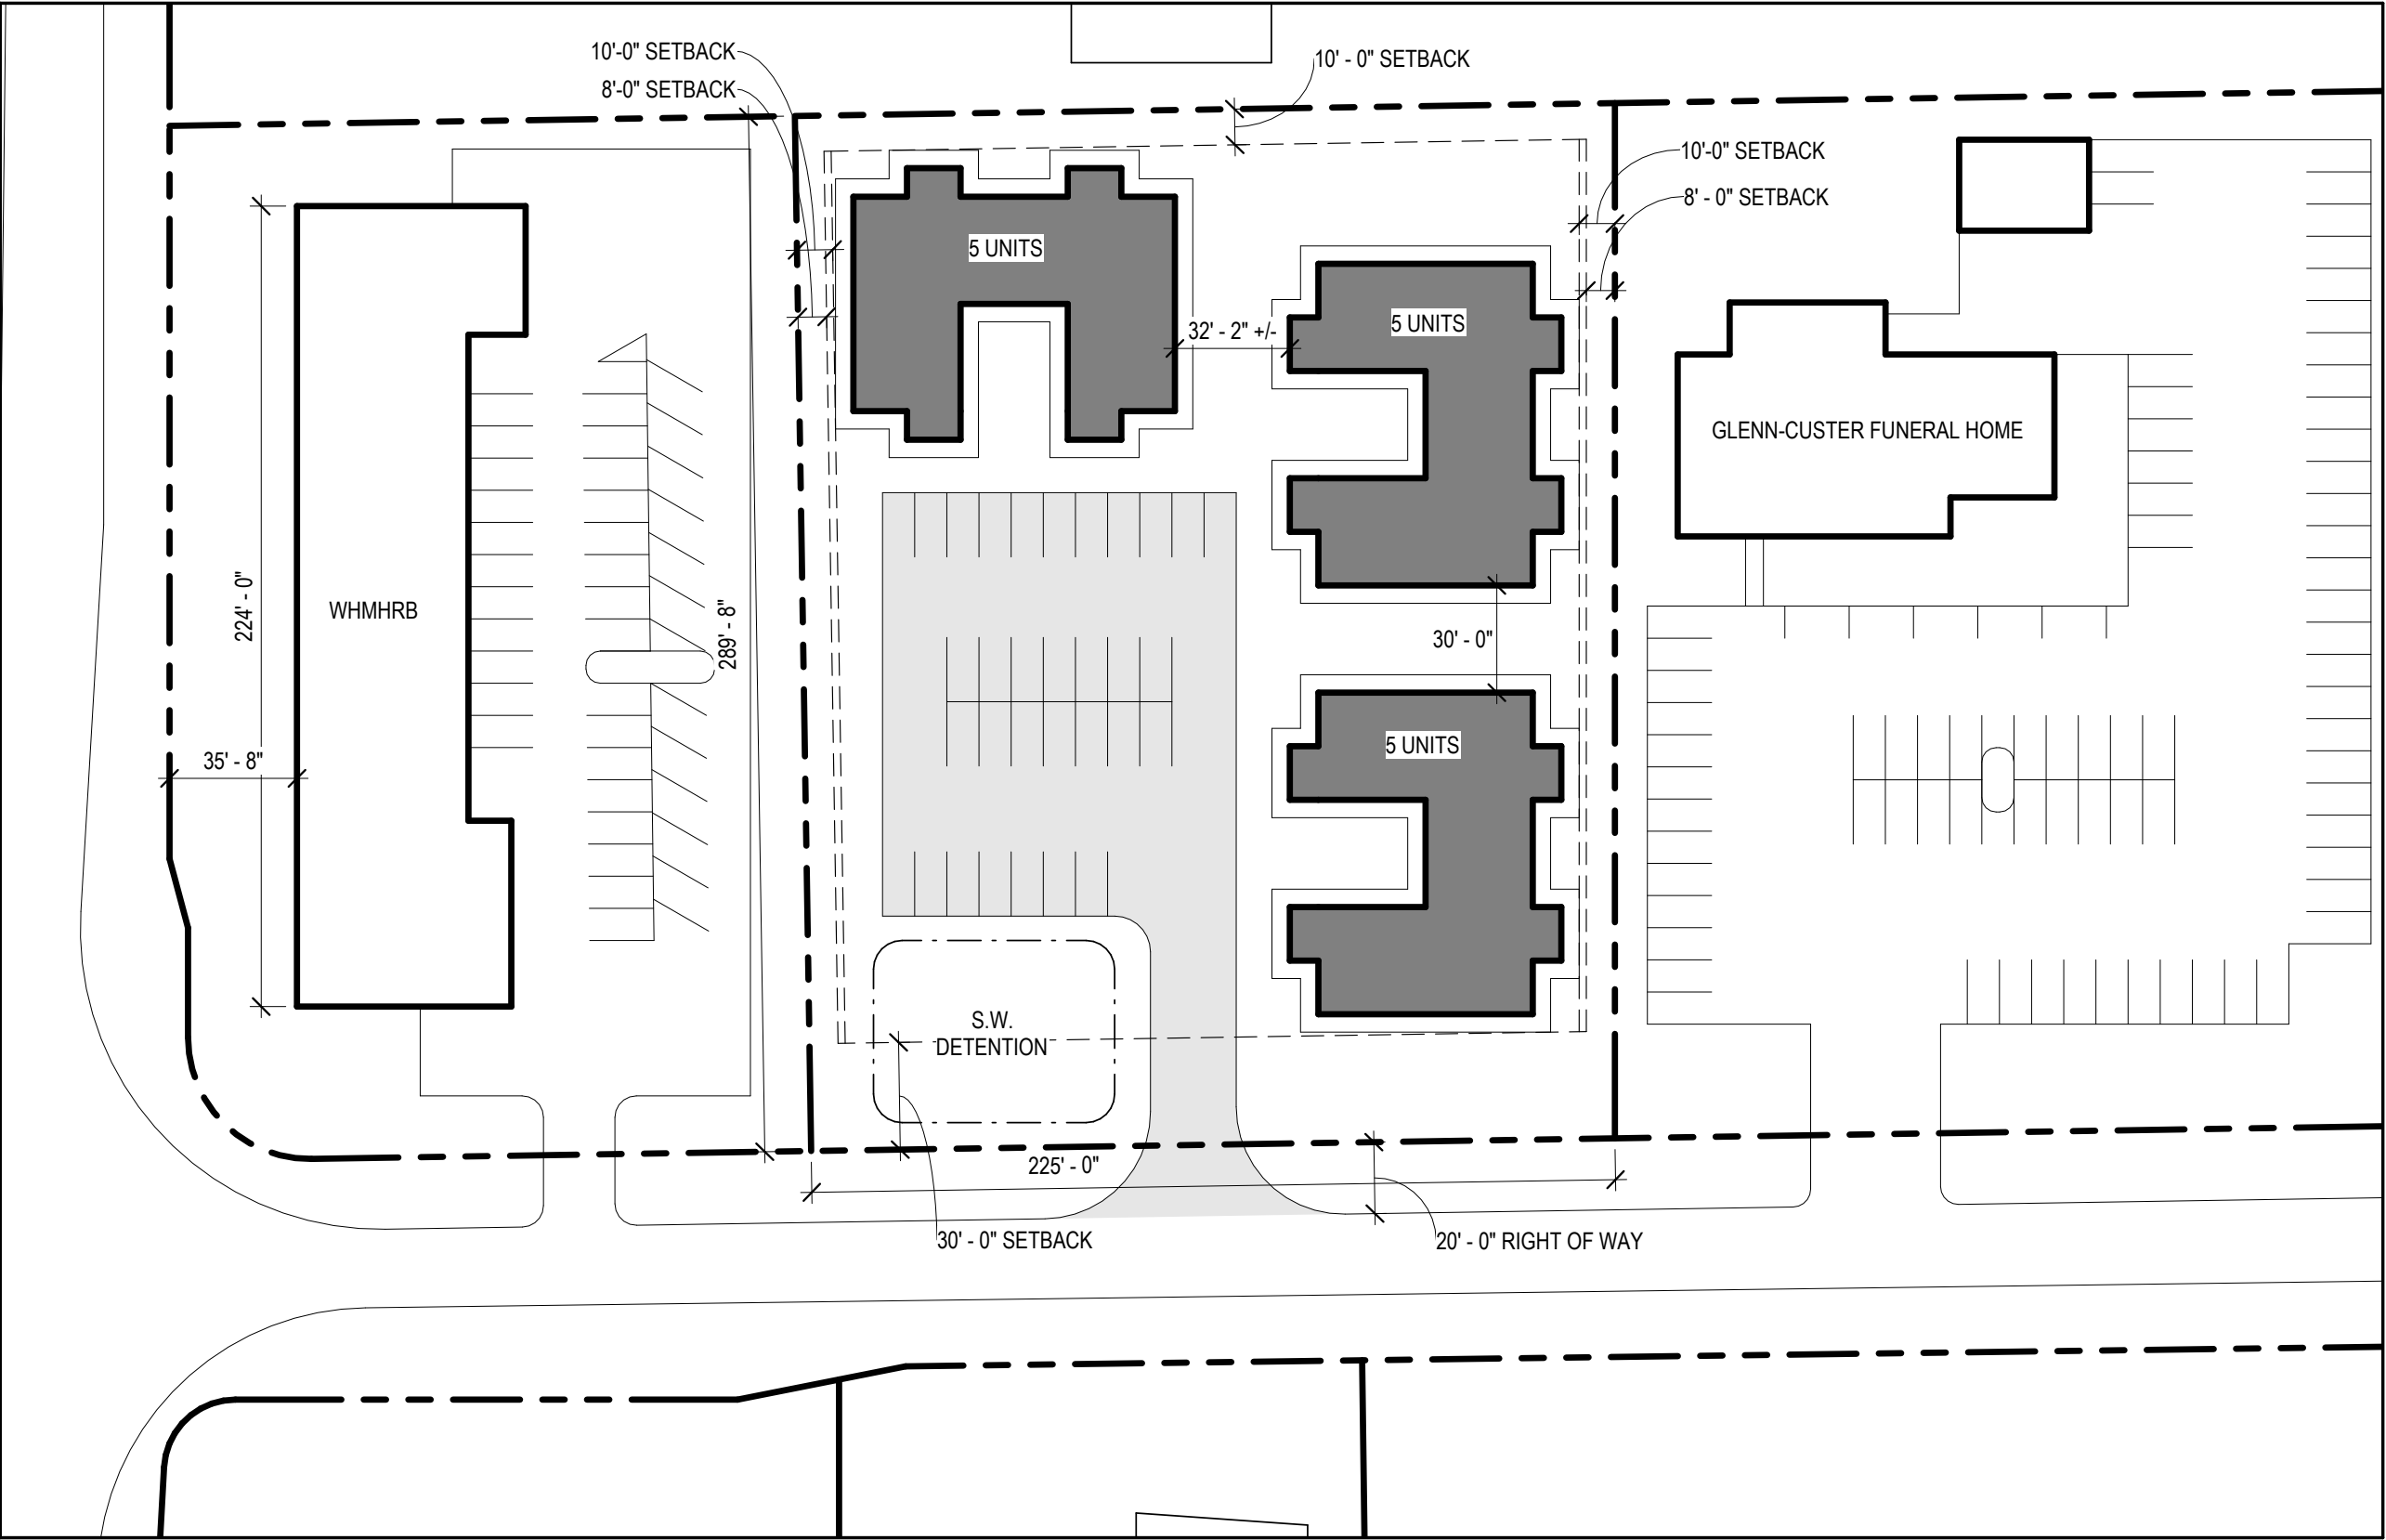 10'-0" SETBACK
10' - 0" SETBACK
8'-0" SETBACK
10'-0" SETBACK
8' - 0" SETBACK
5 UNITS
5 UNITS
32' - 2" +/-
GLENN-CUSTER FUNERAL HOME
224' - 0"
WHMHRB
289' - 8"
30' - 0"
5 UNITS
35' - 8"
S.W.
DETENTION
225' - 0"
30' - 0" SETBACK
20' - 0" RIGHT OF WAY